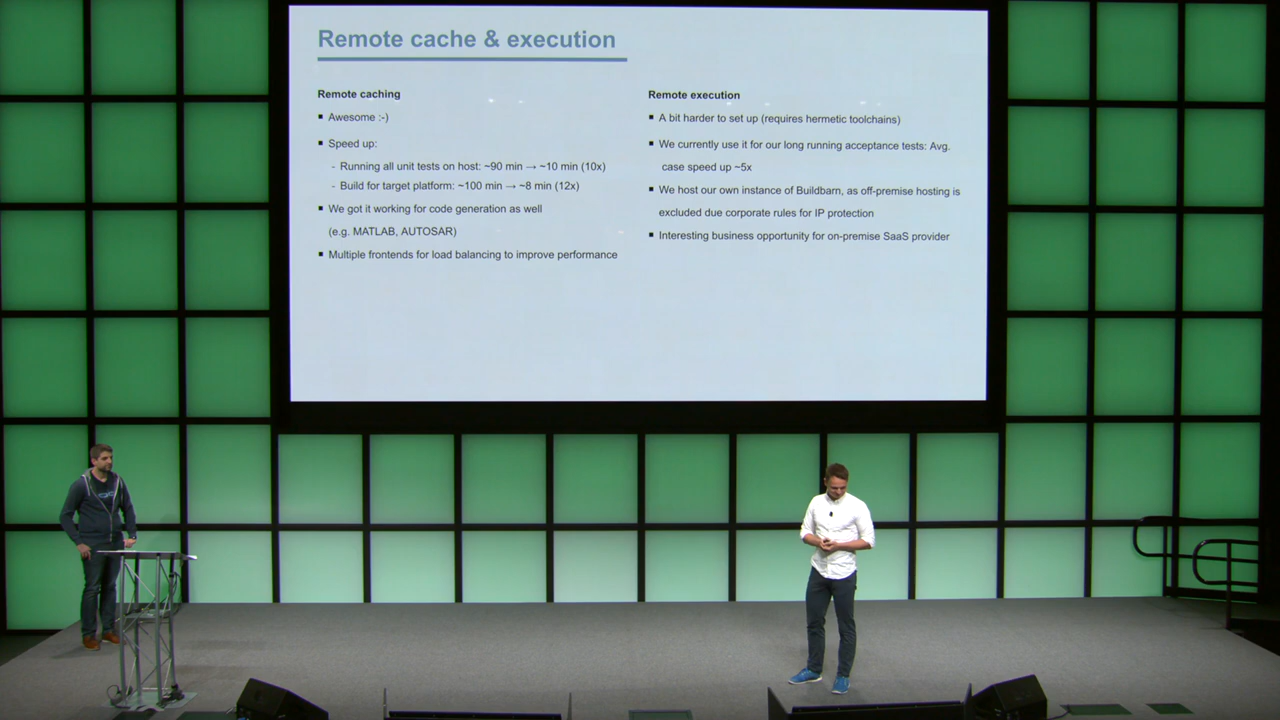 Remote cache & execution
Remote caching
▪ Awesome :-)
▪ Speed up:
- Running all unit tests on host: ~90 min → ~10 min (10x)
- Build for target platform: ~100 min → ~8 min (12x)
▪ We got it working for code generation as well
(e.g. MATLAB, AUTOSAR)
▪ Multiple frontends for load balancing to improve performance
Remote execution
▪ A bit harder to set up (requires hermetic toolchains)
▪ We currently use it for our long running acceptance tests: Avg.
case speed up ~5x
▪ We host our own instance of Buildbarn, as off-premise hosting is
excluded due corporate rules for IP protection
▪ Interesting business opportunity for on-premise SaaS provider